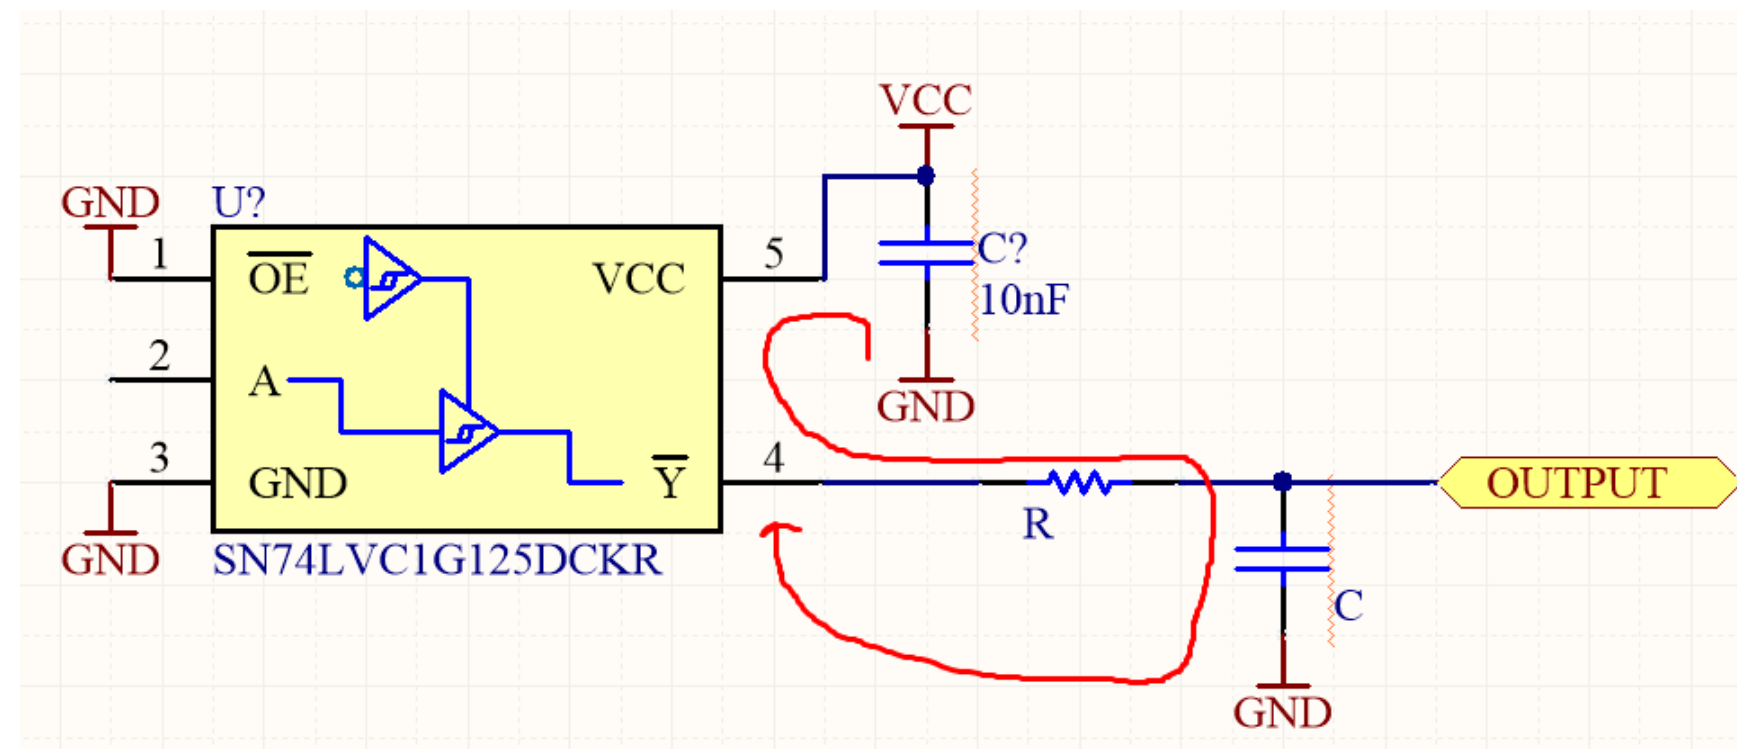 VCC
GND
U?
1
OE
VCC
5
C?
10nF
2
A
GND
3
GND
Y
4
OUTPUT
R
GND
SN74LVC1G125DCKR
C
GND